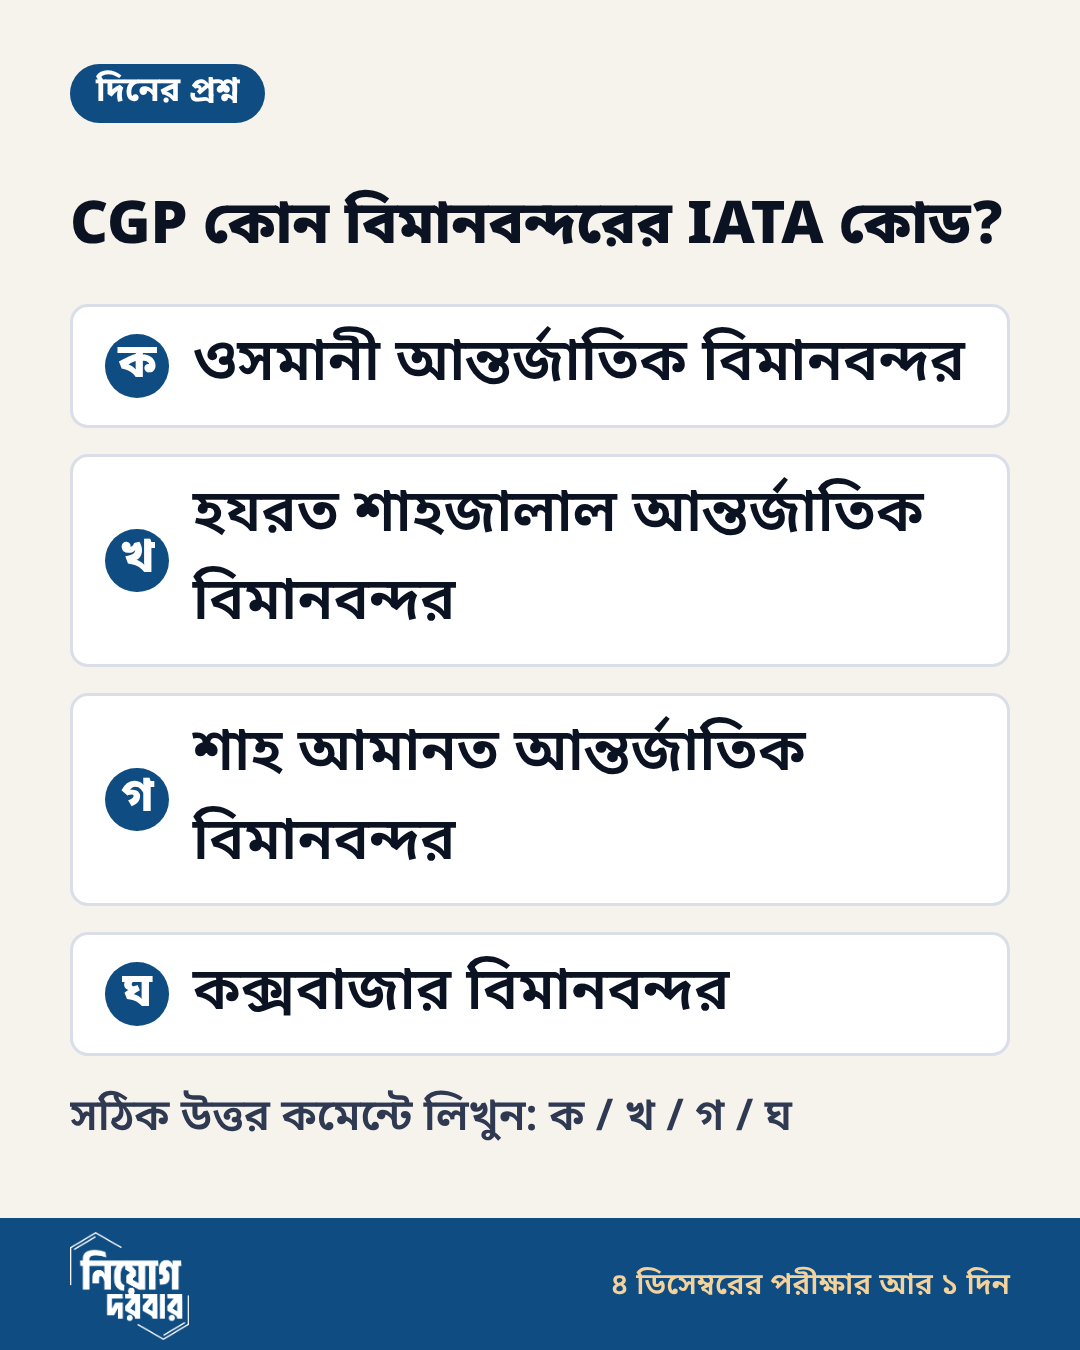 দিনের প্রশ্ন
CGP কোন বিমানবন্দরের IATA কোড?
ক ওসমানী আন্তর্জাতিক বিমানবন্দর
খ হযরত শাহজালাল আন্তর্জাতিক
বিমানবন্দর
গ শাহ আমানত আন্তর্জাতিক
বিমানবন্দর
ঘ কক্সবাজার বিমানবন্দর
সঠিক উত্তর কমেন্টে লিখুন: ক / খ / গ / ঘ
নিয়োগ
দরবার
৪ ডিসেম্বরের পরীক্ষার আর ১ দিন